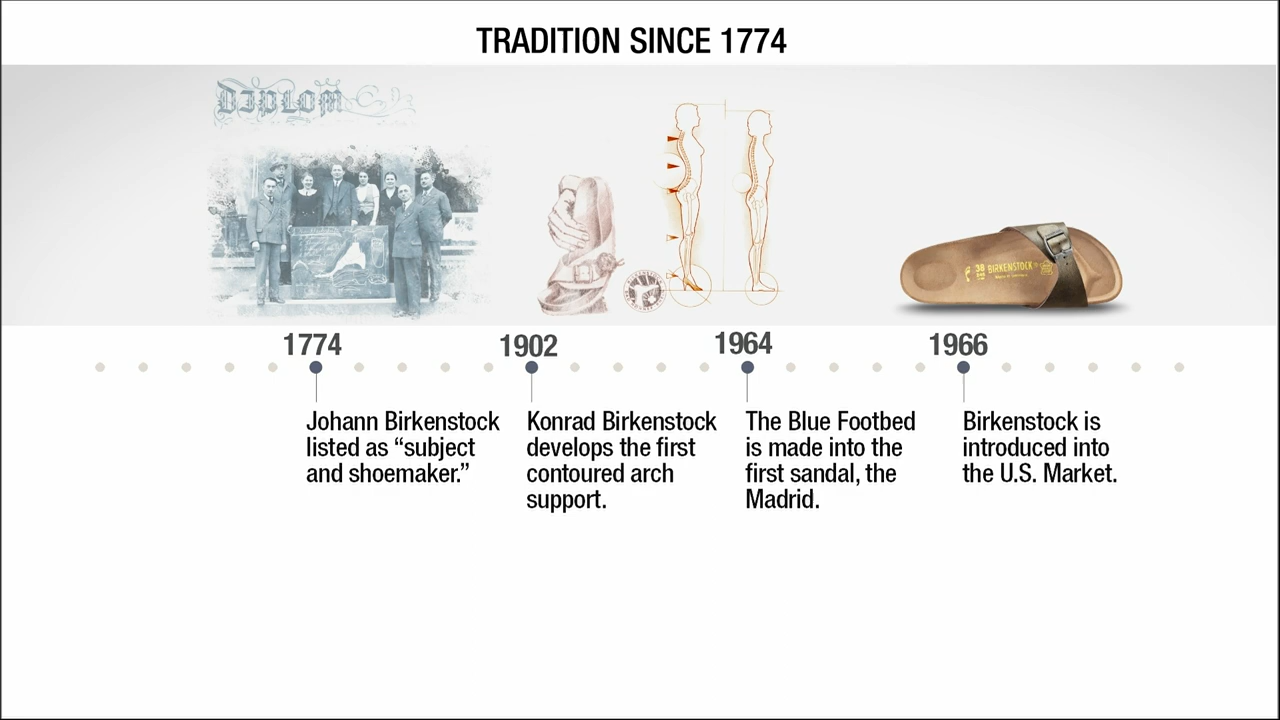 TRADITION SINCE 1774
Diplom
38
BIRKENSTOCK
1774
1902
1964
1966
Johann Birkenstock
listed as “subject
and shoemaker.”
Konrad Birkenstock
develops the first
contoured arch
support.
The Blue Footbed
is made into the
first sandal, the
Madrid.
Birkenstock is
introduced into
the U.S. Market.